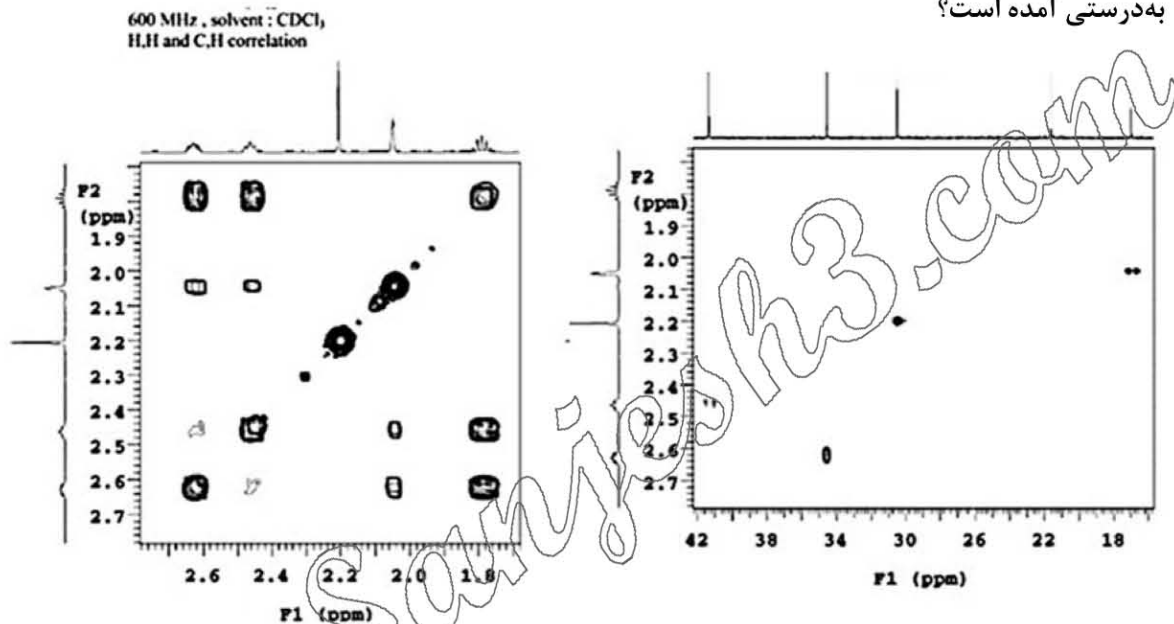 به‌درستی آمده است؟
600 MHz , solvent : CDCl₃
H,H and C,H correlation
F2
(ppm)
1.9
2.0
2.1
2.2
2.3
2.4
2.5
2.6
2.7
2.6 2.4 2.2 2.0 1.8
F1 (ppm)
F2
(ppm)
1.9
2.0
2.1
2.2
2.3
2.4
2.5
2.6
2.7
42 38 34 30 26 22 18
F1 (ppm)
Sanjesh3.com